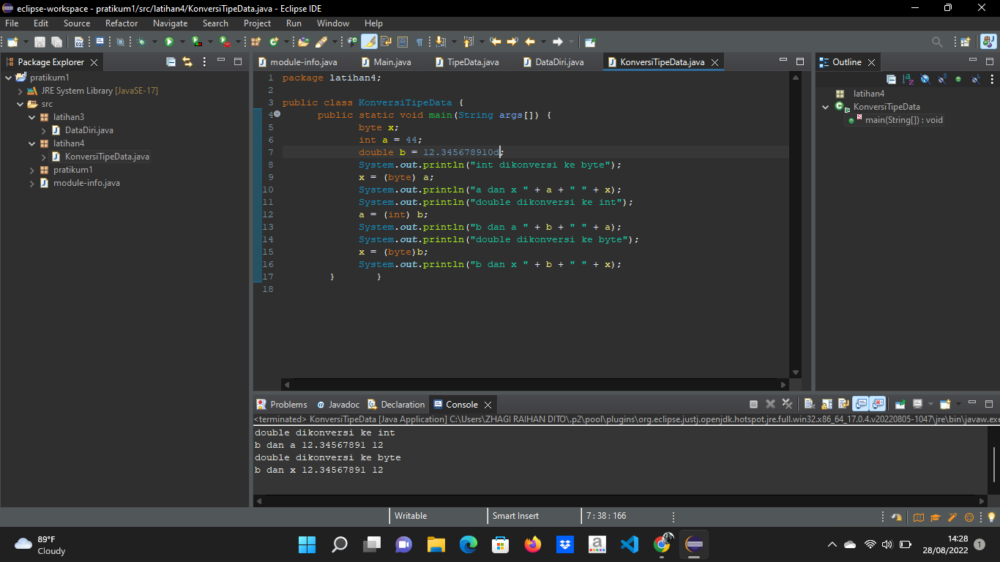 eclipse-workspace - pratikum1/src/latihan4/KonversiTipeData.java - Eclipse IDE
File Edit Source Refactor Navigate Search Project Run Window Help
Package Explorer
pratikum1
JRE System Library [JavaSE-17]
src
latihan3
DataDiri.java
latihan4
KonversiTipeData.java
pratikum1
module-info.java
module-info.java Main.java TipeData.java DataDiri.java KonversiTipeData.java
1 package latihan4;
2
3 public class KonversiTipeData {
4 public static void main(String args[]) {
5 byte x;
6 int a = 44;
7 double b = 12.345678910d;
8 System.out.println("int dikonversi ke byte");
9 x = (byte) a;
10 System.out.println("a dan x " + a + " " + x);
11 System.out.println("double dikonversi ke int");
12 a = (int) b;
13 System.out.println("b dan a " + b + " " + a);
14 System.out.println("double dikonversi ke byte");
15 x = (byte)b;
16 System.out.println("b dan x " + b + " " + x);
17 } }
18
Outline
latihan4
KonversiTipeData
main(String[]) : void
Problems Javadoc Declaration Console
<terminated> KonversiTipeData [Java Application] C:\Users\ZHAGI RAIHAN DITO\.p2\pool\plugins\org.eclipse.justj.openjdk.hotspot.jre.full.win32.x86_64_17.0.4.v20220805-1047\jre\bin\javaw.exe
double dikonversi ke int
b dan a 12.34567891 12
double dikonversi ke byte
b dan x 12.34567891 12
Writable Smart Insert 7 : 38 : 166
89°F
Cloudy
14:28
28/08/2022
1